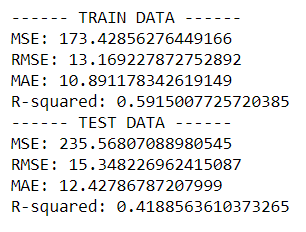 ------ TRAIN DATA ------
MSE: 173.42856276449166
RMSE: 13.169227872752892
MAE: 10.891178342619149
R-squared: 0.5915007725720385
------ TEST DATA ------
MSE: 235.56807088980545
RMSE: 15.348226962415087
MAE: 12.42786787207999
R-squared: 0.4188563610373265